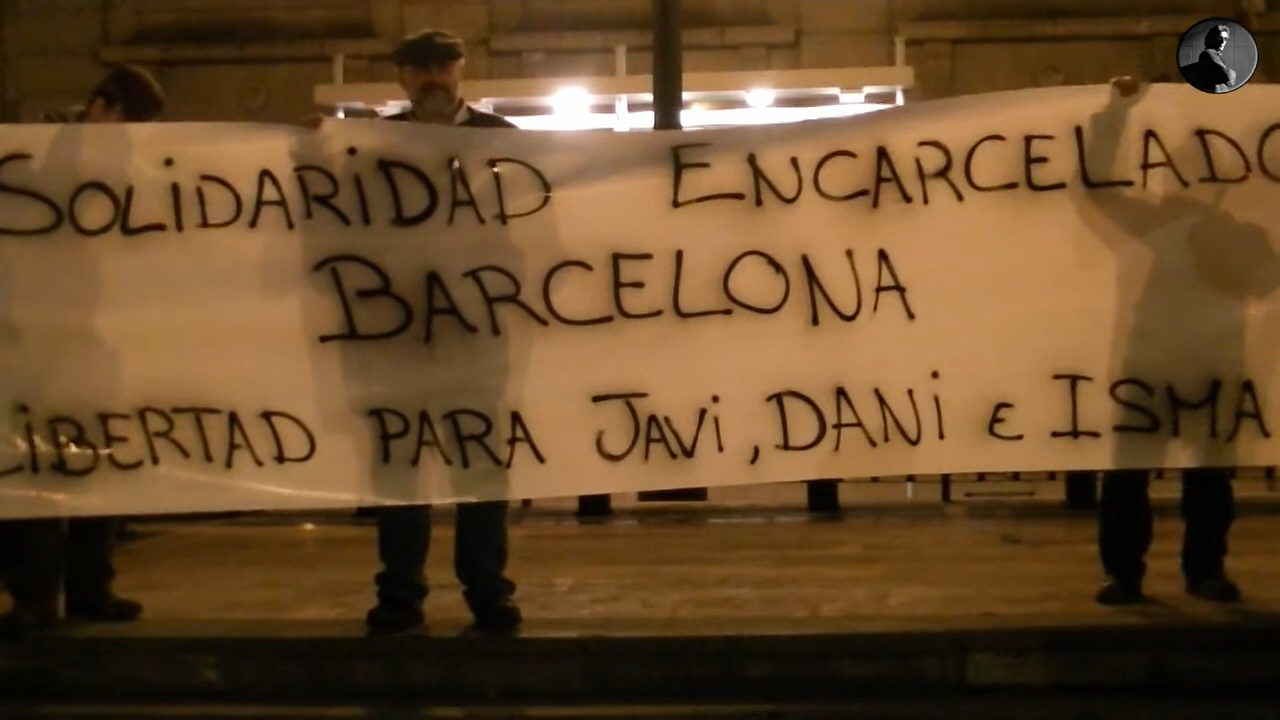 SOLiDARiDAD ENCARCELADO
BARCELONA
LiBERTAD PARA JAVi, DANi E ISMA